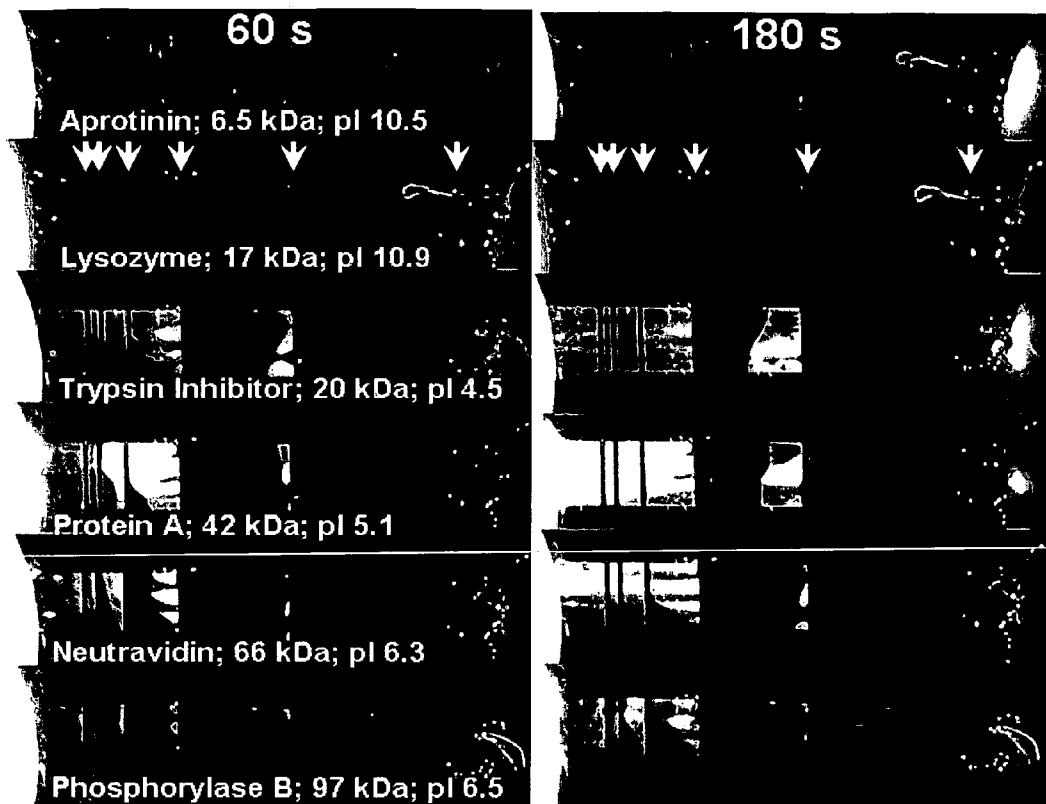 60 s
180 s
Aprotinin; 6.5 kDa; pI 10.5
Lysozyme; 17 kDa; pI 10.9
Trypsin Inhibitor; 20 kDa; pI 4.5
Protein A; 42 kDa; pI 5.1
Neutravidin; 66 kDa; pI 6.3
Phosphorylase B; 97 kDa; pI 6.5